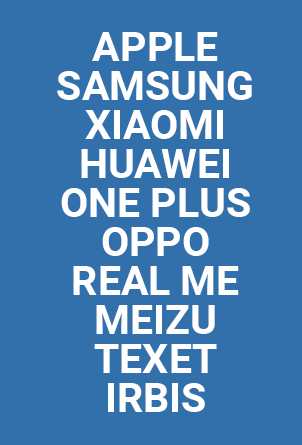 APPLE
SAMSUNG
XIAOMI
HUAWEI
ONE PLUS
OPPO
REAL ME
MEIZU
TEXET
IRBIS